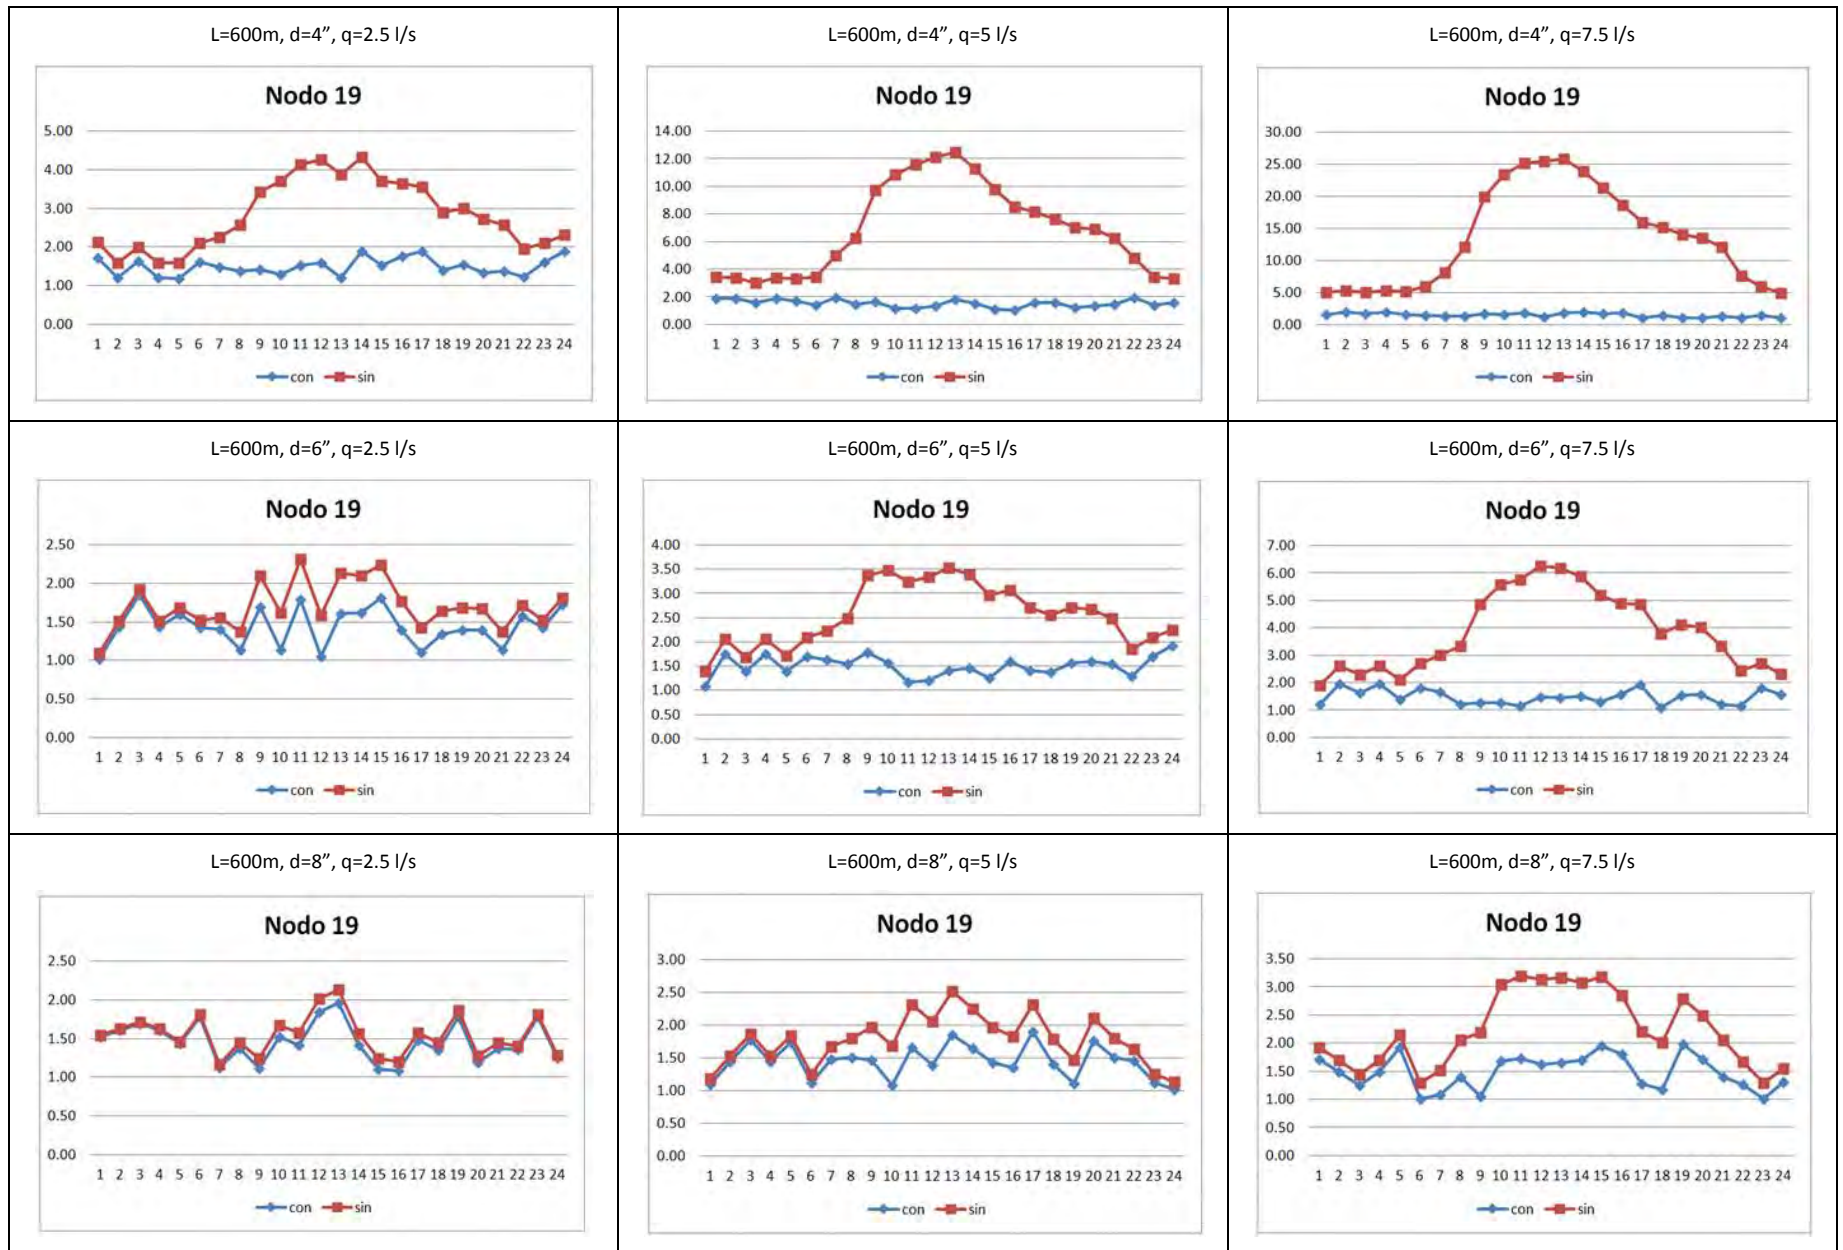 L=600m, d=4”, q=2.5 l/s
Nodo 19
5.00
4.00
3.00
2.00
1.00
0.00
1 2 3 4 5 6 7 8 9 10 11 12 13 14 15 16 17 18 19 20 21 22 23 24
con sin
L=600m, d=4”, q=5 l/s
Nodo 19
14.00
12.00
10.00
8.00
6.00
4.00
2.00
0.00
1 2 3 4 5 6 7 8 9 10 11 12 13 14 15 16 17 18 19 20 21 22 23 24
con sin
L=600m, d=4”, q=7.5 l/s
Nodo 19
30.00
25.00
20.00
15.00
10.00
5.00
0.00
1 2 3 4 5 6 7 8 9 10 11 12 13 14 15 16 17 18 19 20 21 22 23 24
con sin
L=600m, d=6”, q=2.5 l/s
Nodo 19
2.50
2.00
1.50
1.00
0.50
0.00
1 2 3 4 5 6 7 8 9 10 11 12 13 14 15 16 17 18 19 20 21 22 23 24
con sin
L=600m, d=6”, q=5 l/s
Nodo 19
4.00
3.50
3.00
2.50
2.00
1.50
1.00
0.50
0.00
1 2 3 4 5 6 7 8 9 10 11 12 13 14 15 16 17 18 19 20 21 22 23 24
con sin
L=600m, d=6”, q=7.5 l/s
Nodo 19
7.00
6.00
5.00
4.00
3.00
2.00
1.00
0.00
1 2 3 4 5 6 7 8 9 10 11 12 13 14 15 16 17 18 19 20 21 22 23 24
con sin
L=600m, d=8”, q=2.5 l/s
Nodo 19
2.50
2.00
1.50
1.00
0.50
0.00
1 2 3 4 5 6 7 8 9 10 11 12 13 14 15 16 17 18 19 20 21 22 23 24
con sin
L=600m, d=8”, q=5 l/s
Nodo 19
3.00
2.50
2.00
1.50
1.00
0.50
0.00
1 2 3 4 5 6 7 8 9 10 11 12 13 14 15 16 17 18 19 20 21 22 23 24
con sin
L=600m, d=8”, q=7.5 l/s
Nodo 19
3.50
3.00
2.50
2.00
1.50
1.00
0.50
0.00
1 2 3 4 5 6 7 8 9 10 11 12 13 14 15 16 17 18 19 20 21 22 23 24
con sin